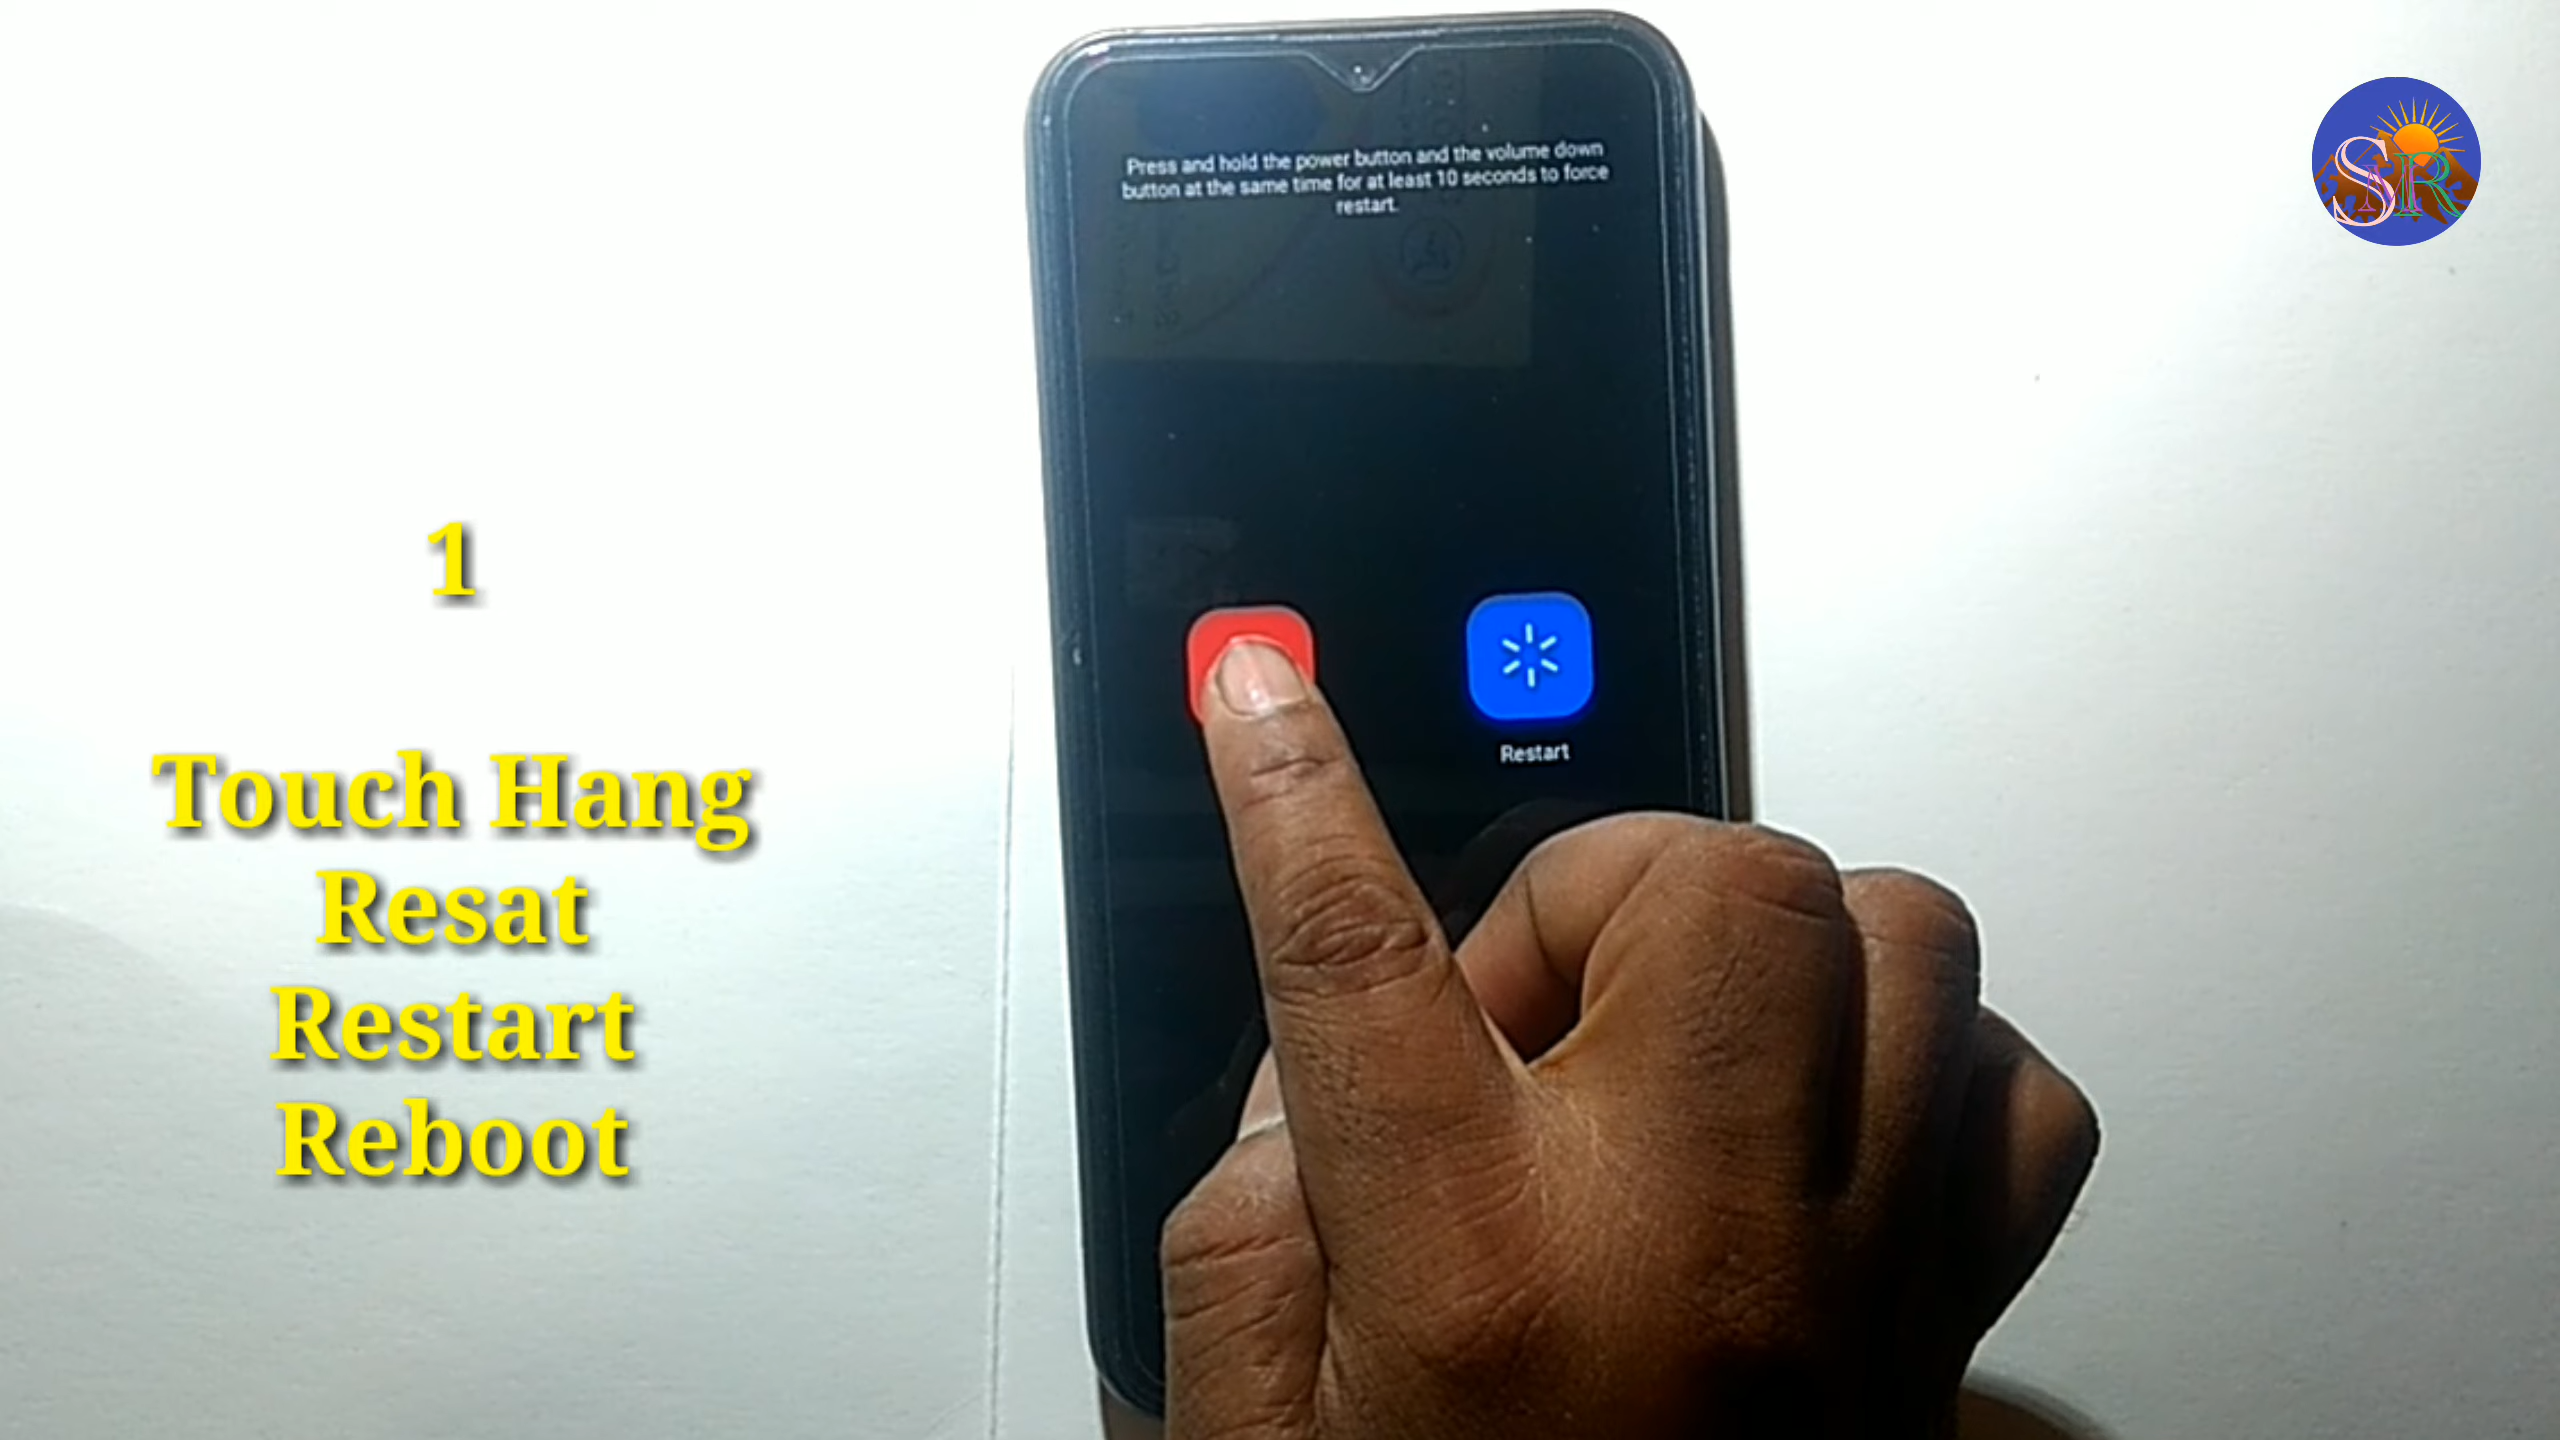 Press and hold the power button and the volume down
button at the same time for at least 10 seconds to force
restart.
SMR
1
Restart
Touch Hang
Resat
Restart
Reboot